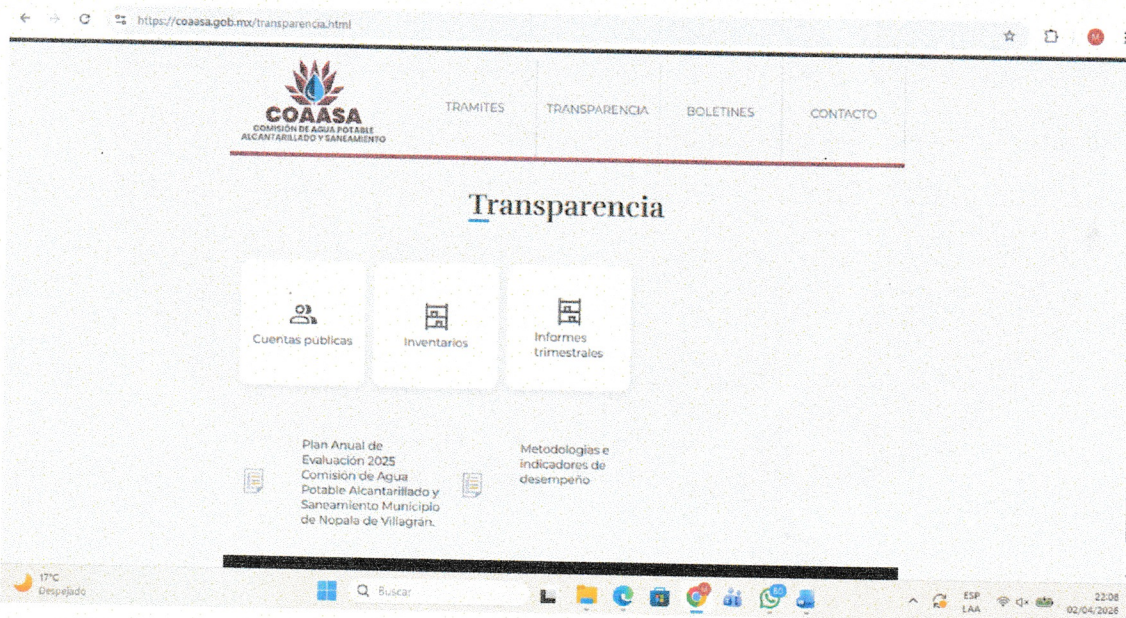 https://coaasa.gob.mx/transparencia.html
M
COAASA
COMISIÓN DE AGUA POTABLE
ALCANTARILLADO Y SANEAMIENTO
TRAMITES
TRANSPARENCIA
BOLETINES
CONTACTO
Transparencia
Cuentas públicas
Inventarios
Informes
trimestrales
Plan Anual de
Evaluación 2025
Comisión de Agua
Potable Alcantarillado y
Saneamiento Municipio
de Nopala de Villagrán.
Metodologias e
indicadores de
desempeño
17°C
Despejado
Buscar
80
ESP
LAA
22:08
02/04/2026